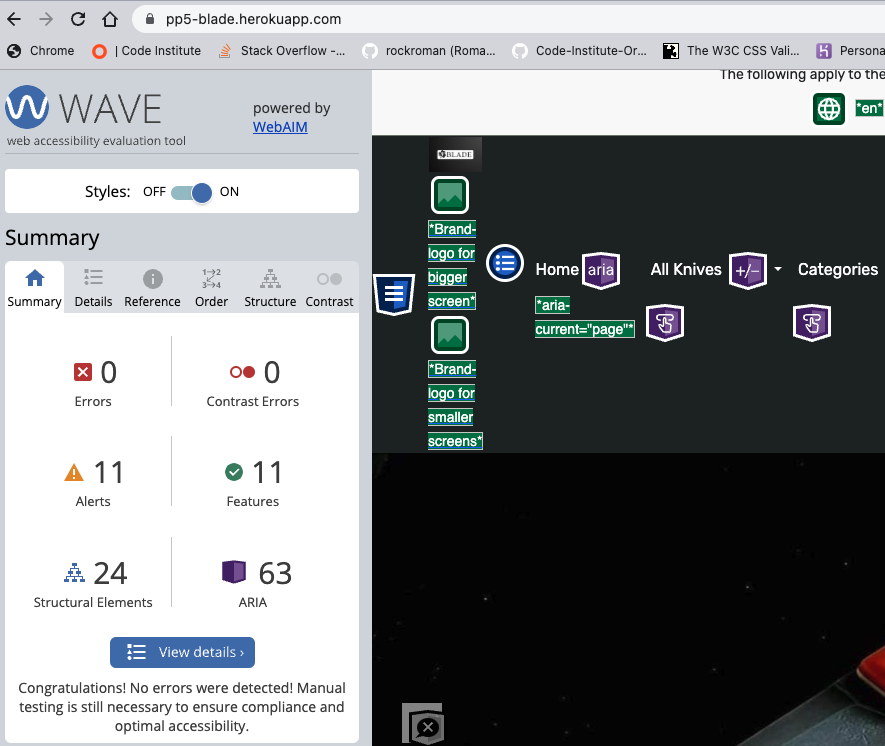 pp5-blade.herokuapp.com
Chrome
| Code Institute
Stack Overflow -...
rockroman (Roma...
Code-Institute-Or...
The W3C CSS Vali...
Persona
The following apply to the
WAVE
powered by
WebAIM
web accessibility evaluation tool
*en*
Styles: OFF ON
BLADE
Summary
*Brand-
logo for
bigger
screen*
Home
aria
All Knives
+/-
Categories
Summary Details Reference Order Structure Contrast
*aria-
current="page"*
*Brand-
logo for
smaller
screens*
0
Errors
0
Contrast Errors
11
Alerts
11
Features
24
Structural Elements
63
ARIA
View details ›
Congratulations! No errors were detected! Manual
testing is still necessary to ensure compliance and
optimal accessibility.